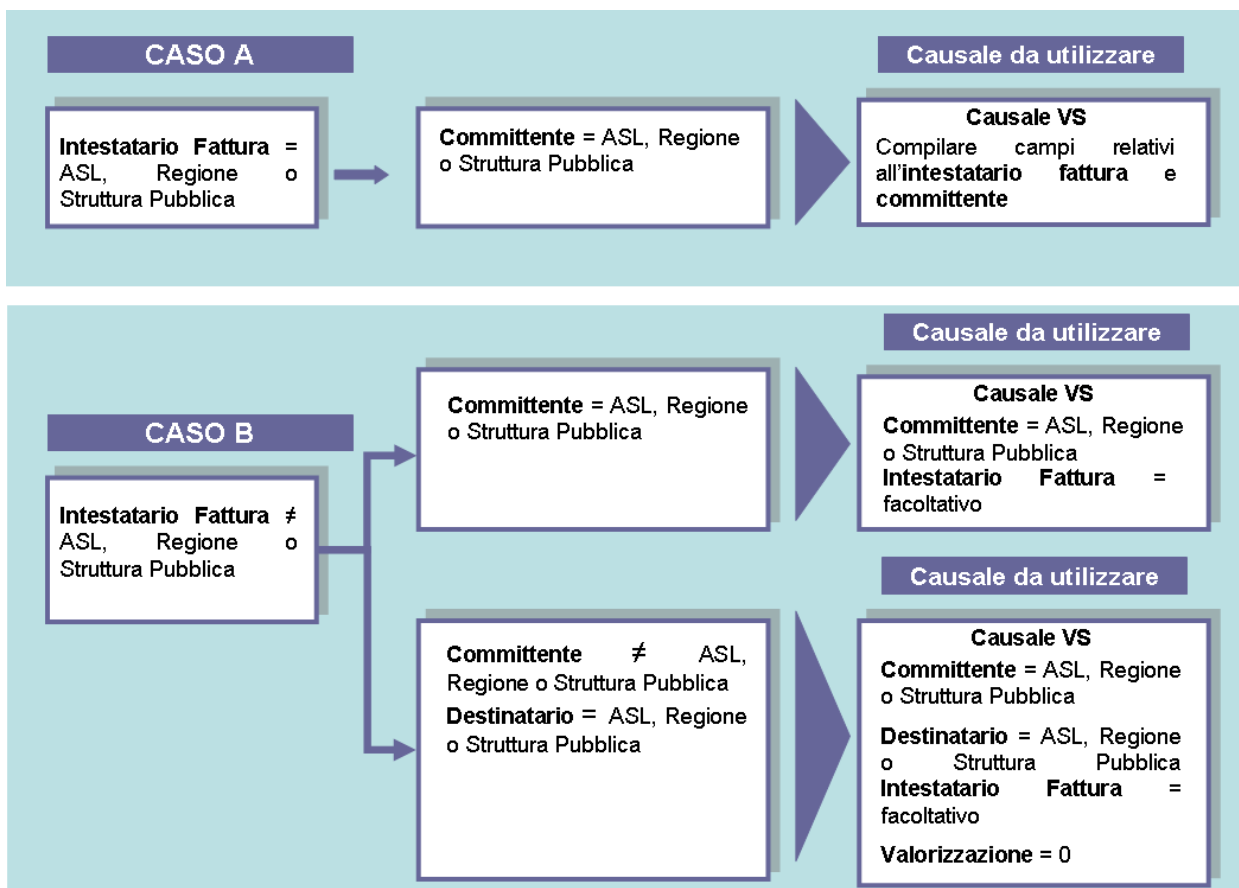 CASO A
Causale da utilizzare
Intestatario Fattura =
ASL, Regione o
Struttura Pubblica
Committente = ASL, Regione
o Struttura Pubblica
Causale VS
Compilare campi relativi
all'intestatario fattura e
committente
Causale da utilizzare
CASO B
Intestatario Fattura ≠
ASL, Regione o
Struttura Pubblica
Committente = ASL, Regione
o Struttura Pubblica
Causale VS
Committente = ASL, Regione
o Struttura Pubblica
Intestatario Fattura =
facoltativo
Causale da utilizzare
Committente ≠ ASL,
Regione o Struttura Pubblica
Destinatario = ASL, Regione
o Struttura Pubblica
Causale VS
Committente = ASL, Regione
o Struttura Pubblica
Destinatario = ASL, Regione
o Struttura Pubblica
Intestatario Fattura =
facoltativo
Valorizzazione = 0